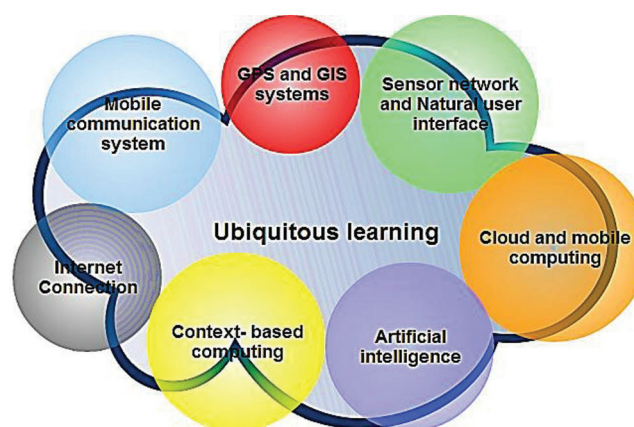 GPS and GIS
systems
Mobile
communication
system
Sensor network
and Natural user
interface
Ubiquitous learning
Cloud and mobile
computing
Internet
Connection
Context- based
computing
Artificial
intelligence